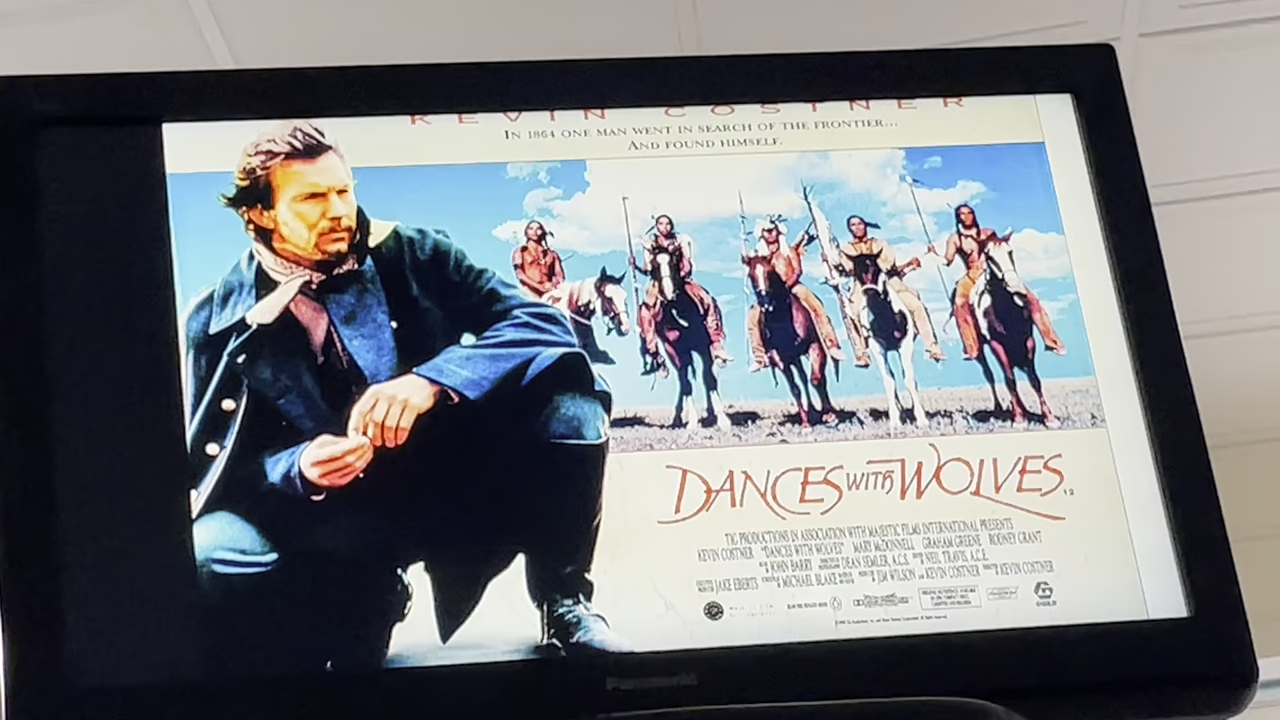 KEVIN COSTNER
IN 1864 ONE MAN WENT IN SEARCH OF THE FRONTIER...
AND FOUND HIMSELF.
DANCES WITH WOLVES 12
TIG PRODUCTIONS IN ASSOCIATION WITH MAJESTIC FILMS INTERNATIONAL PRESENTS
KEVIN COSTNER "DANCES WITH WOLVES" MARY McDONNELL GRAHAM GREENE RODNEY GRANT
JOHN BARRY DEAN SEMLER, A.C.S. NEIL TRAVIS, A.C.E.
JAKE EBERTS MICHAEL BLAKE JIM WILSON AND KEVIN COSTNER KEVIN COSTNER
Panasonic